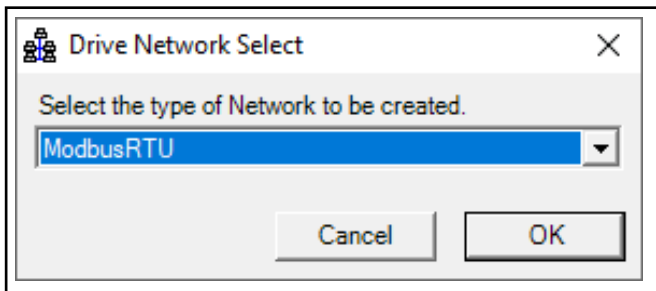 Drive Network Select
Select the type of Network to be created.
ModbusRTU
Cancel OK